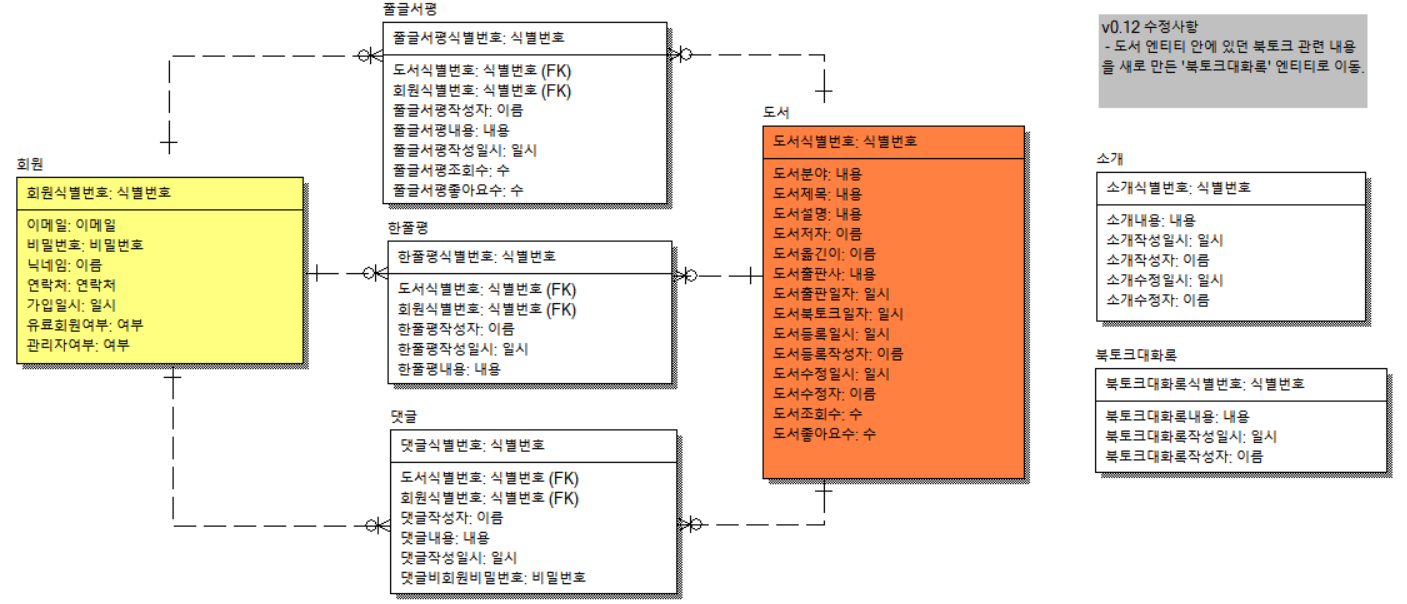 풀글서평
풀글서평식별번호: 식별번호
도서식별번호: 식별번호 (FK)
회원식별번호: 식별번호 (FK)
풀글서평작성자: 이름
풀글서평내용: 내용
풀글서평작성일시: 일시
풀글서평조회수: 수
풀글서평좋아요수: 수
회원
회원식별번호: 식별번호
이메일: 이메일
비밀번호: 비밀번호
닉네임: 이름
연락처: 연락처
가입일시: 일시
유료회원여부: 여부
관리자여부: 여부
한풀평
한풀평식별번호: 식별번호
도서식별번호: 식별번호 (FK)
회원식별번호: 식별번호 (FK)
한풀평작성자: 이름
한풀평작성일시: 일시
한풀평내용: 내용
댓글
댓글식별번호: 식별번호
도서식별번호: 식별번호 (FK)
회원식별번호: 식별번호 (FK)
댓글작성자: 이름
댓글내용: 내용
댓글작성일시: 일시
댓글비회원비밀번호: 비밀번호
도서
도서식별번호: 식별번호
도서분야: 내용
도서제목: 내용
도서설명: 내용
도서저자: 이름
도서옮긴이: 이름
도서출판사: 내용
도서출판일자: 일시
도서북토크일자: 일시
도서등록일시: 일시
도서등록작성자: 이름
도서수정일시: 일시
도서수정자: 이름
도서조회수: 수
도서좋아요수: 수
v0.12 수정사항
- 도서 엔티티 안에 있던 북토크 관련 내용
을 새로 만든 '북토크대화록' 엔티티로 이동.
소개
소개식별번호: 식별번호
소개내용: 내용
소개작성일시: 일시
소개작성자: 이름
소개수정일시: 일시
소개수정자: 이름
북토크대화록
북토크대화록식별번호: 식별번호
북토크대화록내용: 내용
북토크대화록작성일시: 일시
북토크대화록작성자: 이름